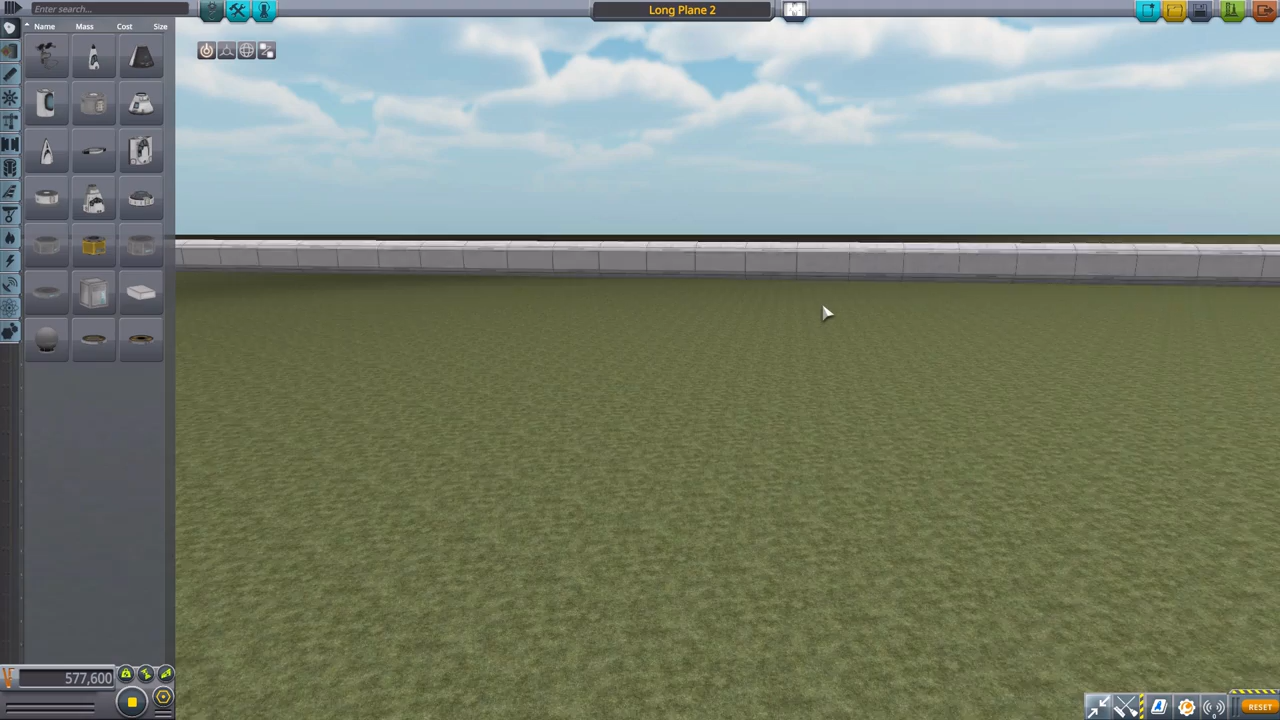 Enter search...
Long Plane 2
Name Mass Cost Size
577,600
RESET